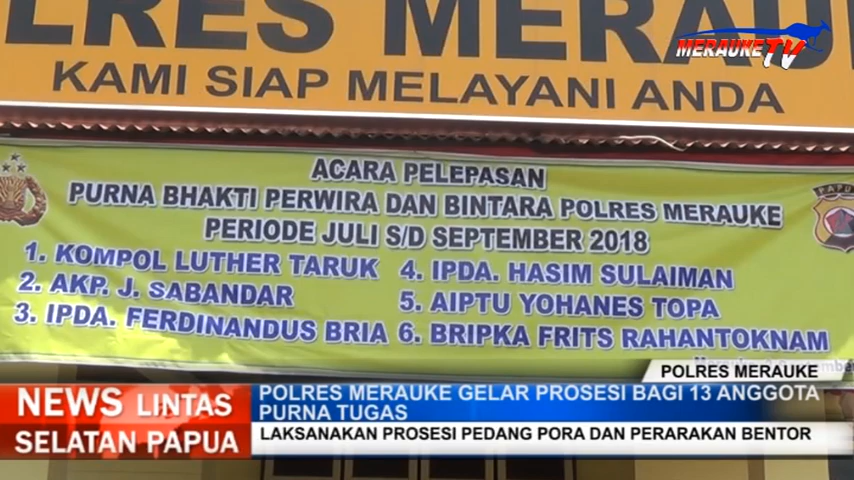 POLRES MERAUKE
MERAUKE TV
KAMI SIAP MELAYANI ANDA
ACARA PELEPASAN
PURNA BHAKTI PERWIRA DAN BINTARA POLRES MERAUKE
PERIODE JULI S/D SEPTEMBER 2018
1. KOMPOL LUTHER TARUK
2. AKP. J. SABANDAR
3. IPDA. FERDINANDUS BRIA
4. IPDA. HASIM SULAIMAN
5. AIPTU YOHANES TOPA
6. BRIPKA FRITS RAHANTOKNAM
POLRES MERAUKE
NEWS LINTAS
SELATAN PAPUA
POLRES MERAUKE GELAR PROSESI BAGI 13 ANGGOTA
PURNA TUGAS
LAKSANAKAN PROSESI PEDANG PORA DAN PERARAKAN BENTOR